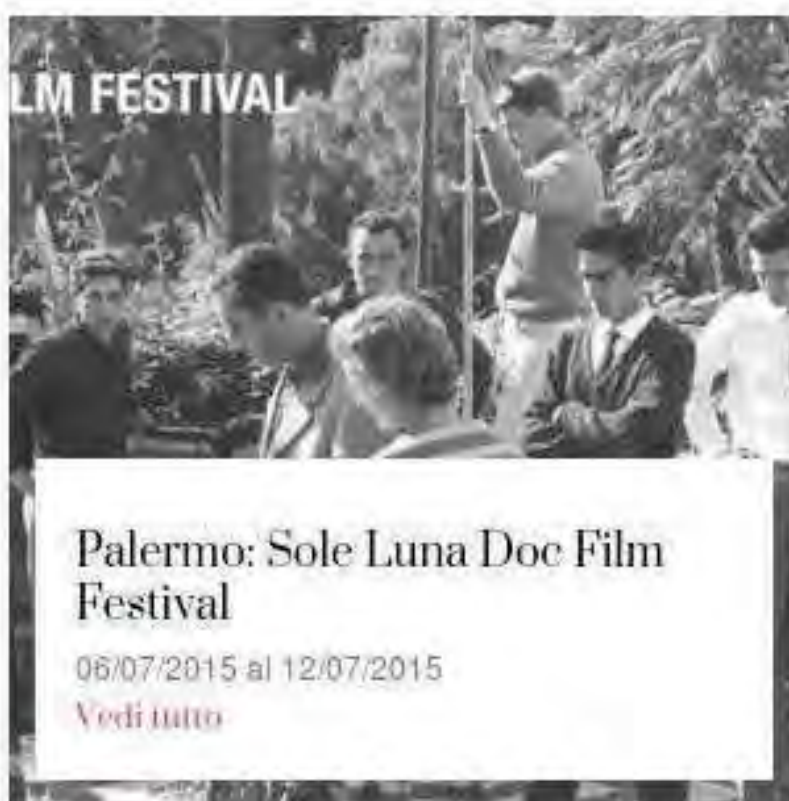 LM FESTIVAL
Palermo: Sole Luna Doc Film
Festival
06/07/2015 al 12/07/2015
Vedi tutto